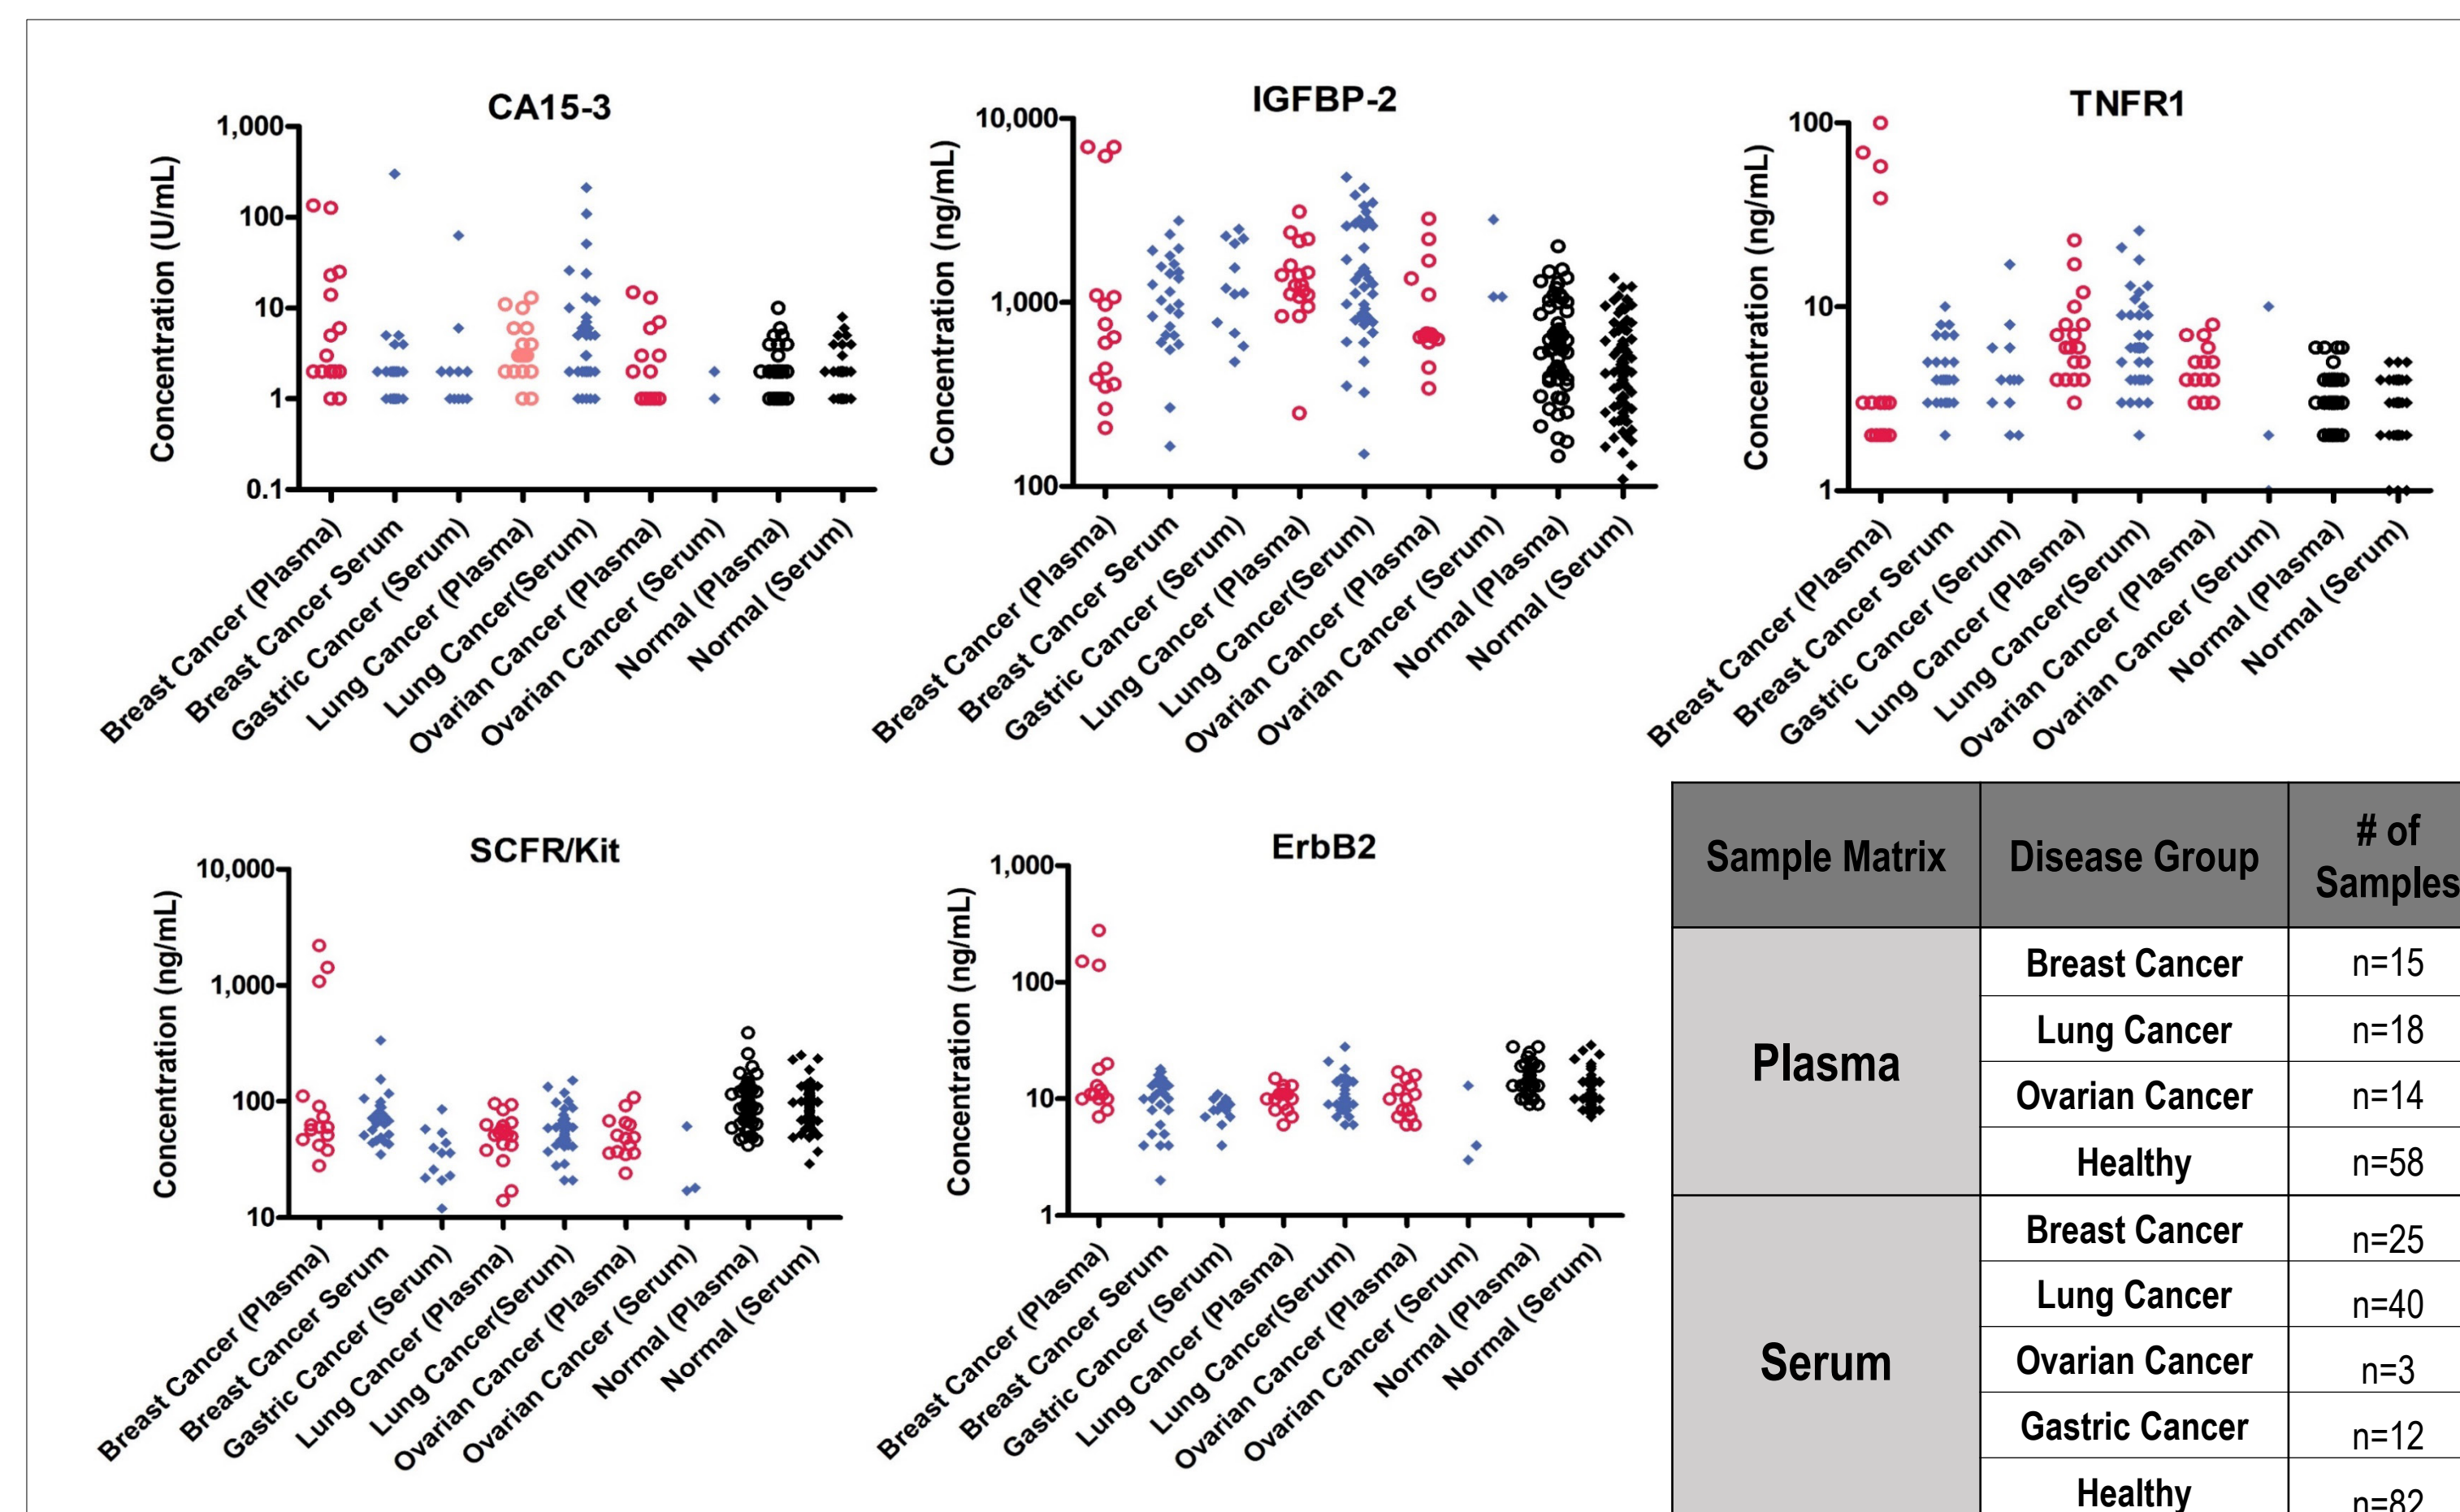 CA15-3
Concentration (U/mL)
1,000
100
10
1
0.1
Breast Cancer (Plasma)
Breast Cancer Serum
Gastric Cancer (Serum)
Lung Cancer (Plasma)
Lung Cancer(Serum)
Ovarian Cancer (Plasma)
Ovarian Cancer (Serum)
Normal (Plasma)
Normal (Serum)
IGFBP-2
Concentration (ng/mL)
10,000
1,000
100
Breast Cancer (Plasma)
Breast Cancer Serum
Gastric Cancer (Serum)
Lung Cancer (Plasma)
Lung Cancer(Serum)
Ovarian Cancer (Plasma)
Ovarian Cancer (Serum)
Normal (Plasma)
Normal (Serum)
TNFR1
Concentration (ng/mL)
100
10
1
Breast Cancer (Plasma)
Breast Cancer Serum
Gastric Cancer (Serum)
Lung Cancer (Plasma)
Lung Cancer(Serum)
Ovarian Cancer (Plasma)
Ovarian Cancer (Serum)
Normal (Plasma)
Normal (Serum)
SCFR/Kit
Concentration (ng/mL)
10,000
1,000
100
10
Breast Cancer (Plasma)
Breast Cancer Serum
Gastric Cancer (Serum)
Lung Cancer (Plasma)
Lung Cancer(Serum)
Ovarian Cancer (Plasma)
Ovarian Cancer (Serum)
Normal (Plasma)
Normal (Serum)
ErbB2
Concentration (ng/mL)
1,000
100
10
1
Breast Cancer (Plasma)
Breast Cancer Serum
Gastric Cancer (Serum)
Lung Cancer (Plasma)
Lung Cancer(Serum)
Ovarian Cancer (Plasma)
Ovarian Cancer (Serum)
Normal (Plasma)
Normal (Serum)
Sample Matrix Disease Group # of
Samples
Plasma
Breast Cancer n=15
Lung Cancer n=18
Ovarian Cancer n=14
Healthy n=58
Serum
Breast Cancer n=25
Lung Cancer n=40
Ovarian Cancer n=3
Gastric Cancer n=12
Healthy n=82